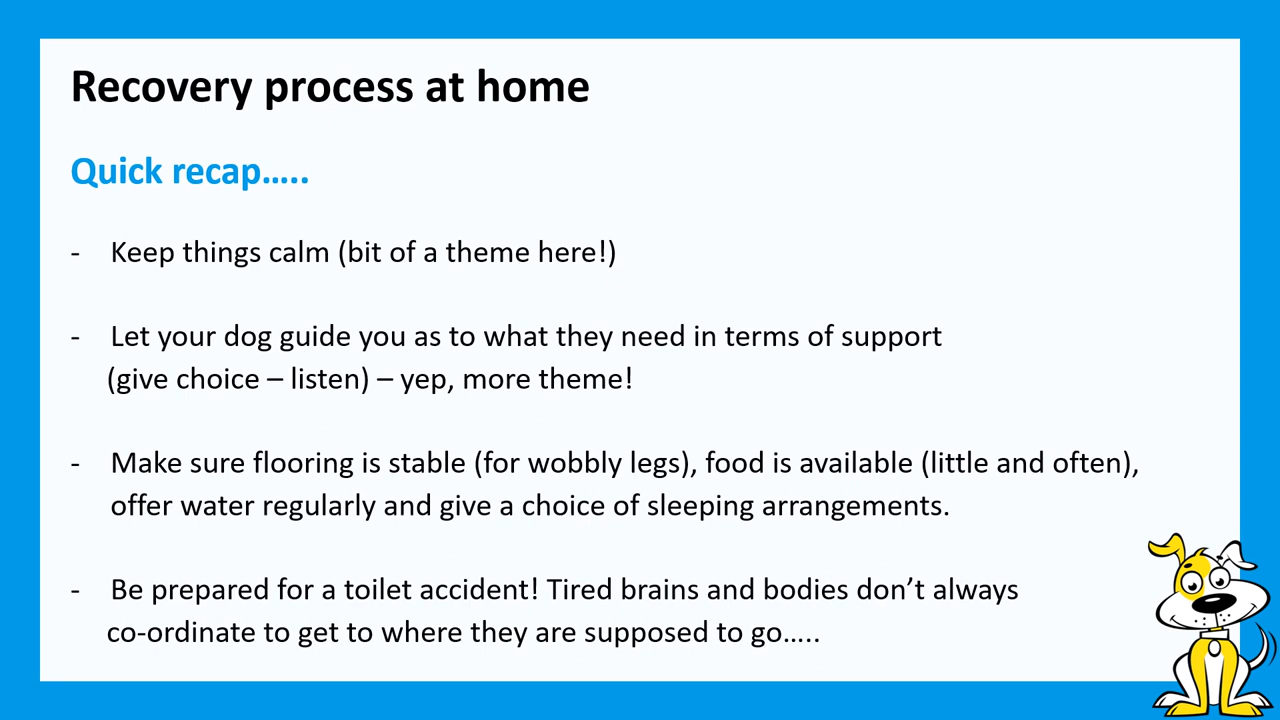 Recovery process at home
Quick recap…..
- Keep things calm (bit of a theme here!)
- Let your dog guide you as to what they need in terms of support
(give choice – listen) – yep, more theme!
- Make sure flooring is stable (for wobbly legs), food is available (little and often),
offer water regularly and give a choice of sleeping arrangements.
- Be prepared for a toilet accident! Tired brains and bodies don’t always
co-ordinate to get to where they are supposed to go…..